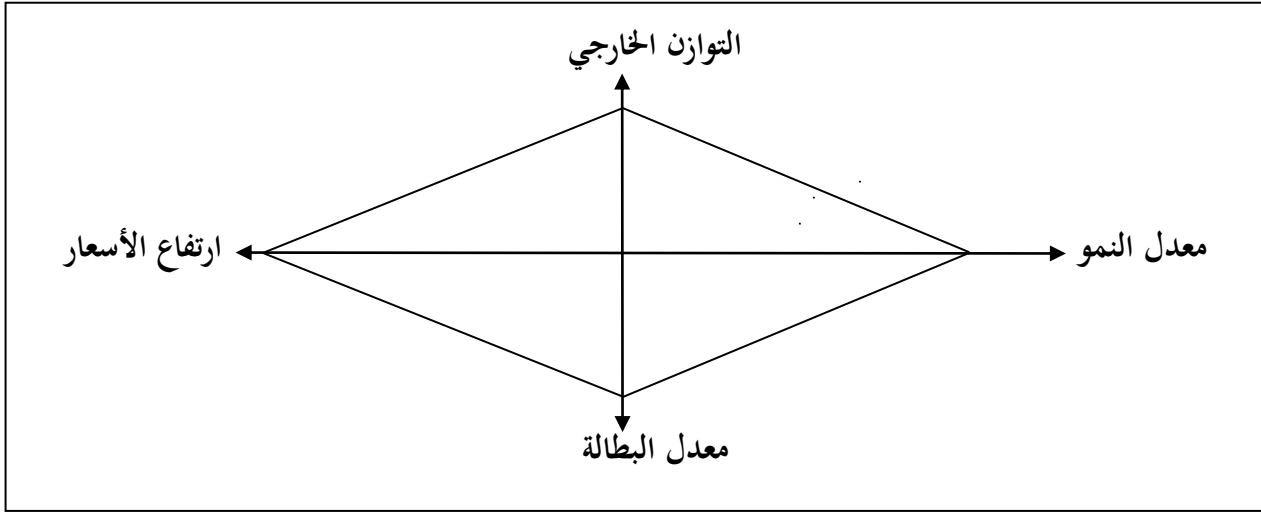 التوازن الخارجي
معدل النمو
ارتفاع الأسعار
معدل البطالة